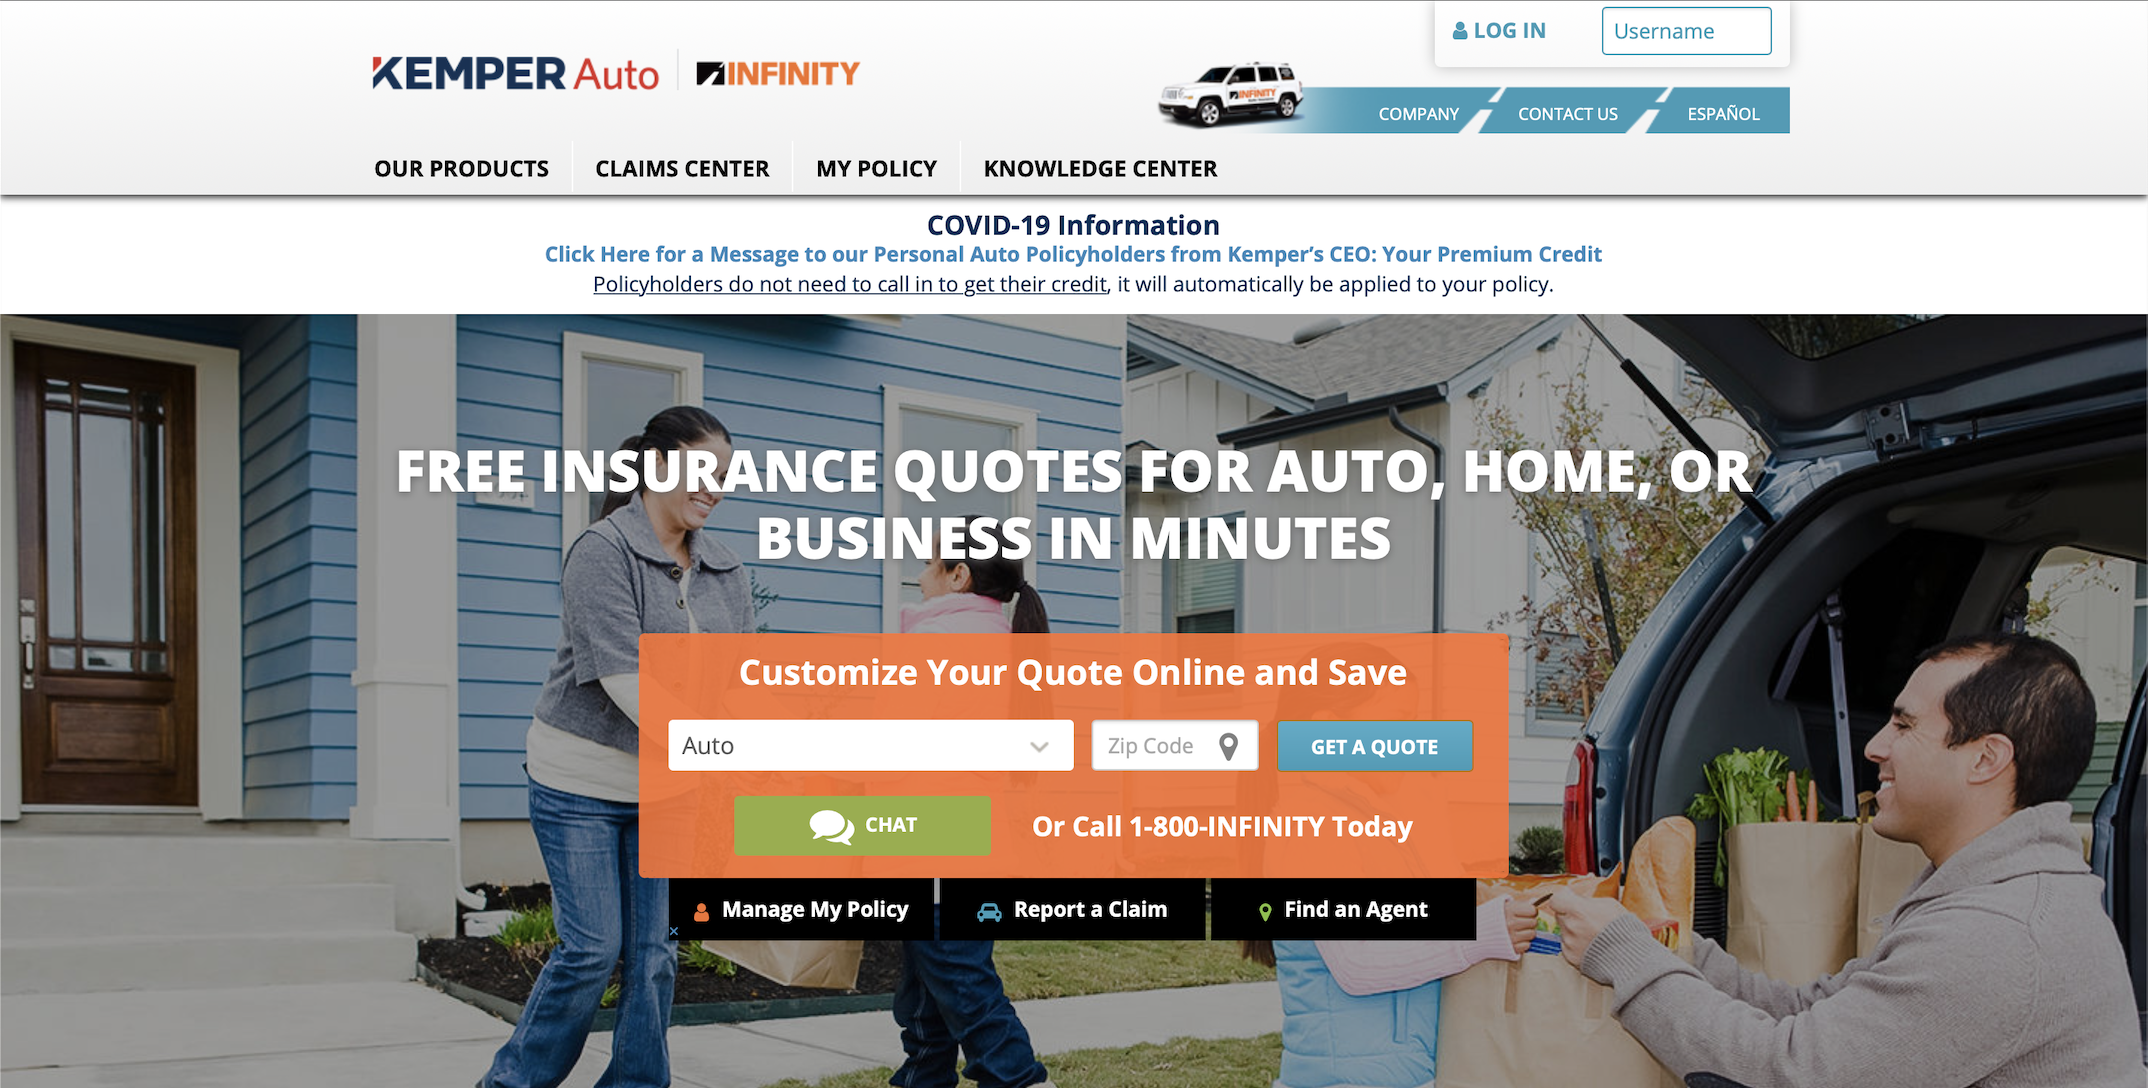 LOG IN
Username
KEMPER Auto
INFINITY
INFINITY
COMPANY
CONTACT US
ESPAÑOL
OUR PRODUCTS
CLAIMS CENTER
MY POLICY
KNOWLEDGE CENTER
COVID-19 Information
Click Here for a Message to our Personal Auto Policyholders from Kemper’s CEO: Your Premium Credit
Policyholders do not need to call in to get their credit, it will automatically be applied to your policy.
FREE INSURANCE QUOTES FOR AUTO, HOME, OR
BUSINESS IN MINUTES
Customize Your Quote Online and Save
Auto
Zip Code
GET A QUOTE
CHAT
Or Call 1-800-INFINITY Today
Manage My Policy
Report a Claim
Find an Agent